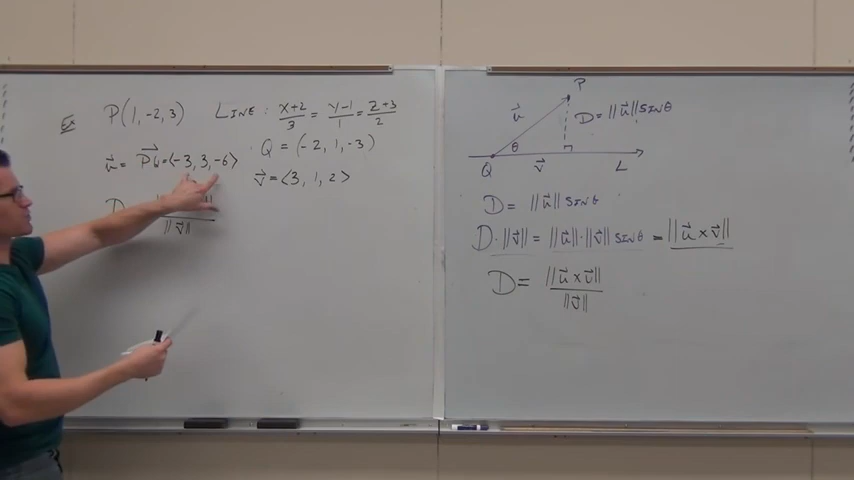 Ex P(1, -2, 3) LINE: (X+2)/3 = (Y-1)/1 = (Z+3)/2
Q = (-2, 1, -3)
u⃗ = PQ⃗ = ⟨-3, 3, -6⟩
v⃗ = ⟨3, 1, 2⟩
D
‖v⃗‖
P
u⃗
D = ‖u⃗‖ SIN θ
θ
Q v⃗ L
D = ‖u⃗‖ SIN θ
D · ‖v⃗‖ = ‖u⃗‖ · ‖v⃗‖ SIN θ = ‖u⃗ × v⃗‖
D = ‖u⃗ × v⃗‖ / ‖v⃗‖